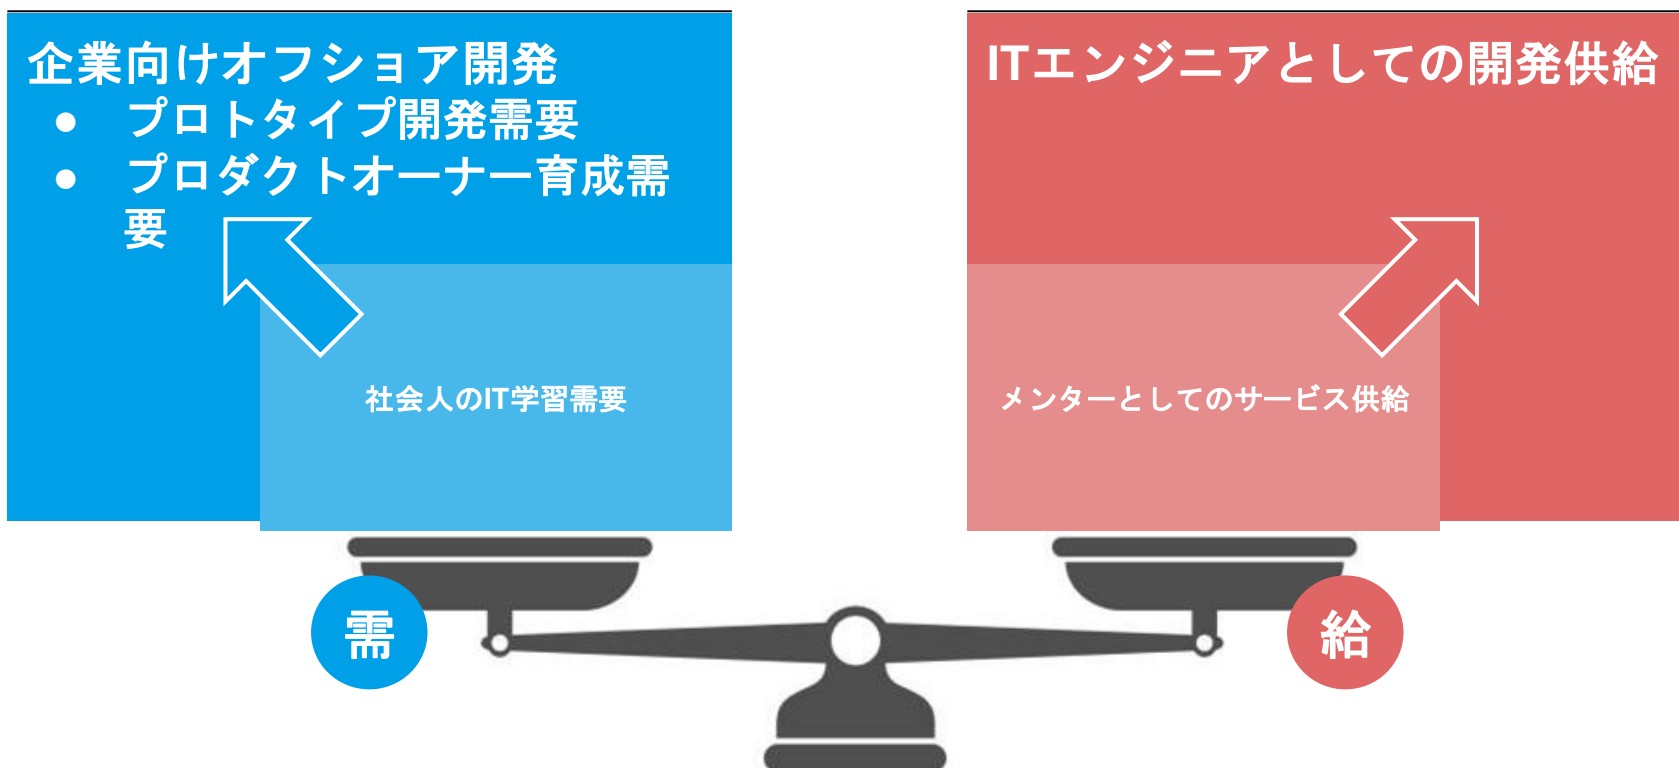 企業向けオフショア開発
● プロトタイプ開発需要
● プロダクトオーナー育成需
要
社会人のIT学習需要
ITエンジニアとしての開発供給
メンターとしてのサービス供給
需
給